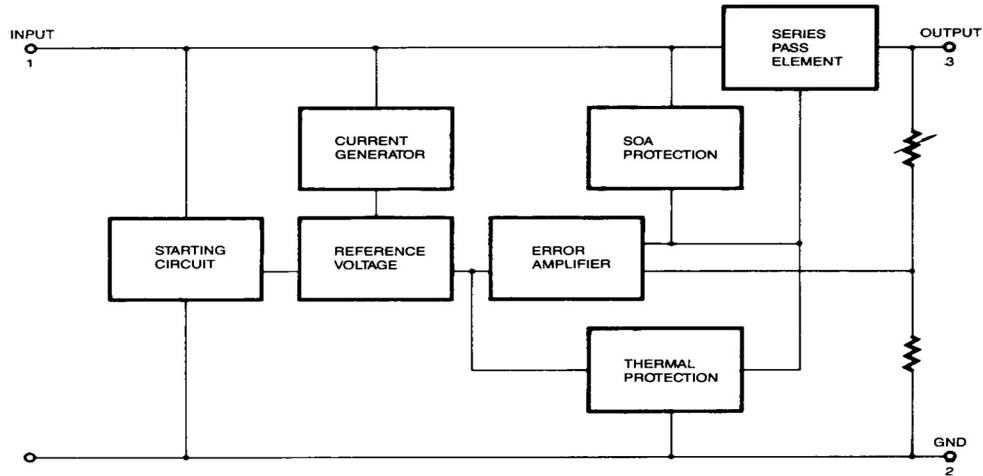 INPUT
1
SERIES
PASS
ELEMENT
OUTPUT
3
CURRENT
GENERATOR
SOA
PROTECTION
STARTING
CIRCUIT
REFERENCE
VOLTAGE
ERROR
AMPLIFIER
THERMAL
PROTECTION
GND
2